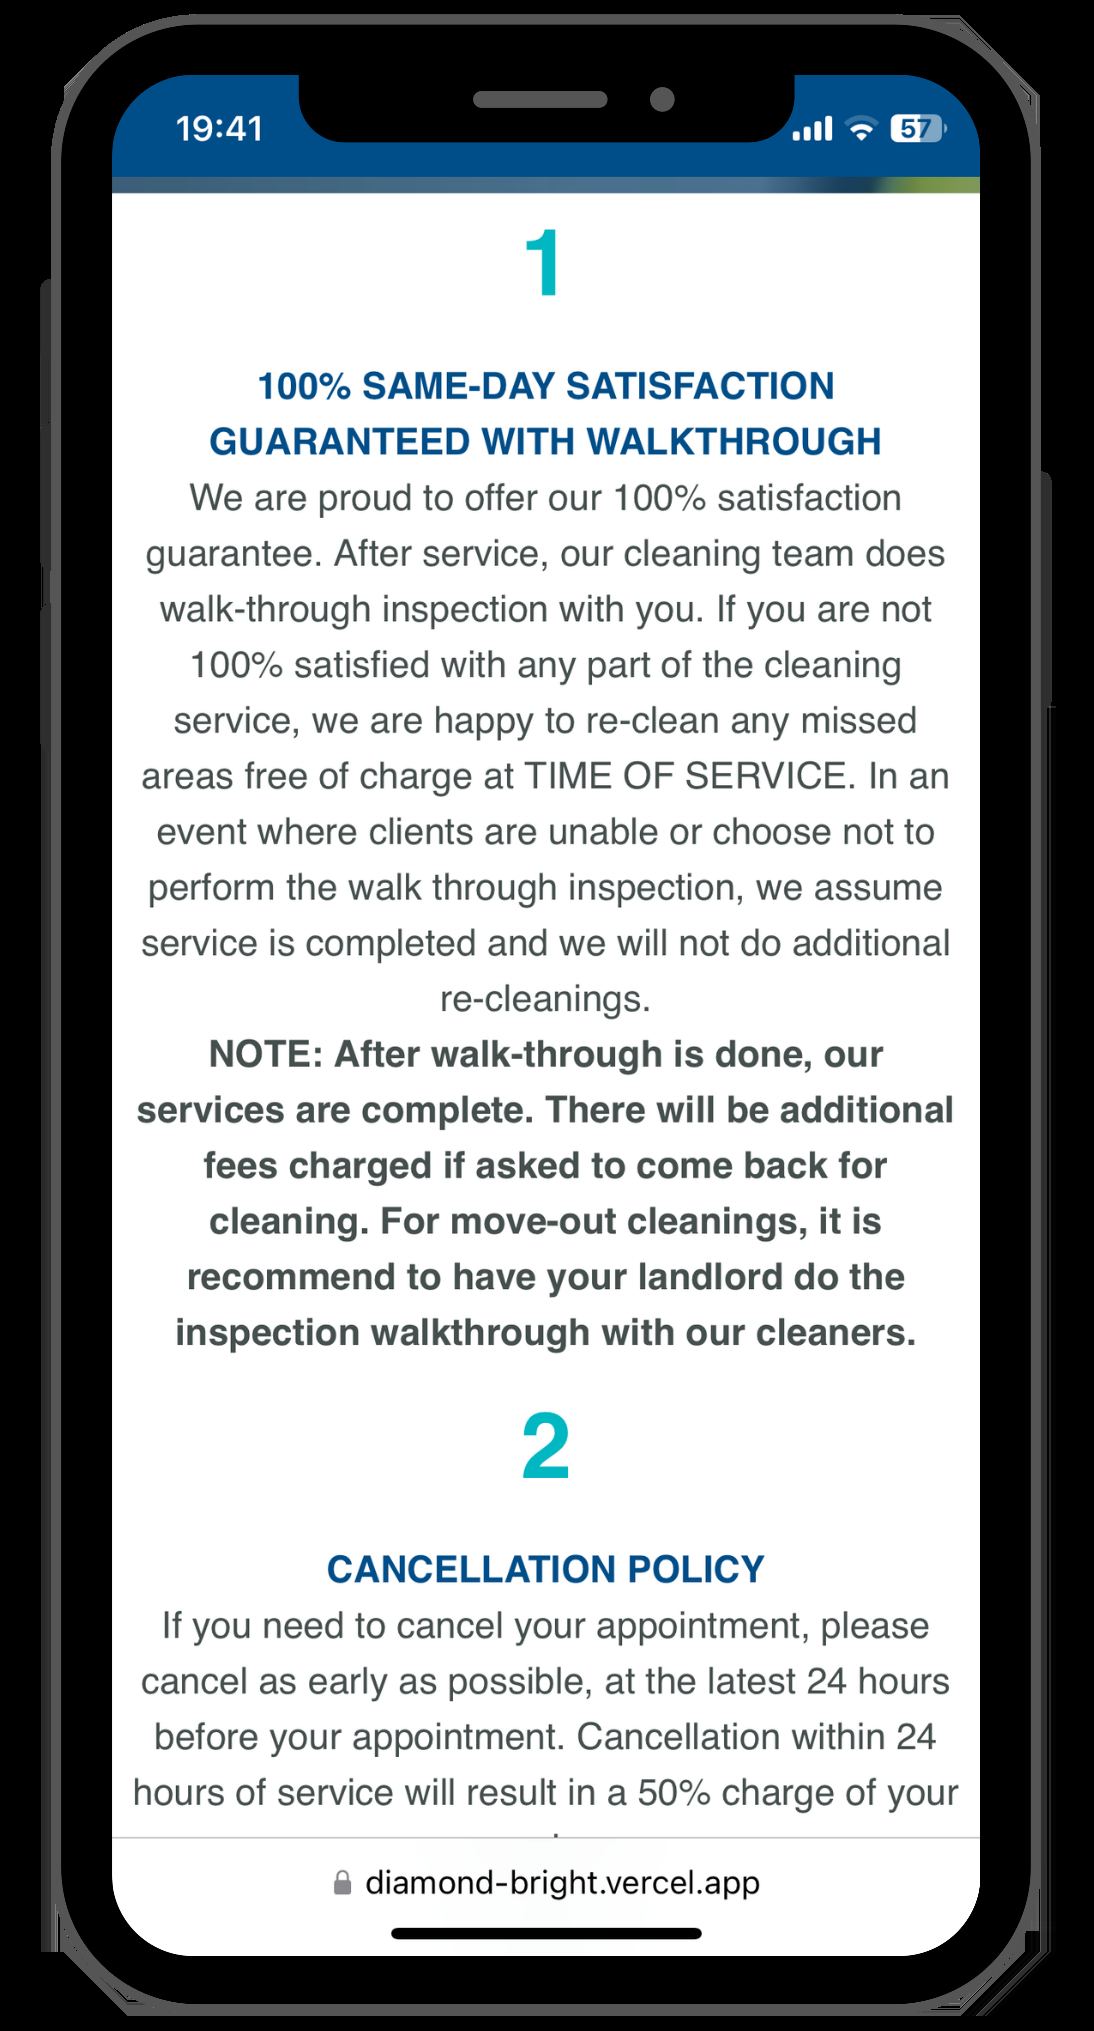 19:41
57
1
100% SAME-DAY SATISFACTION
GUARANTEED WITH WALKTHROUGH
We are proud to offer our 100% satisfaction
guarantee. After service, our cleaning team does
walk-through inspection with you. If you are not
100% satisfied with any part of the cleaning
service, we are happy to re-clean any missed
areas free of charge at TIME OF SERVICE. In an
event where clients are unable or choose not to
perform the walk through inspection, we assume
service is completed and we will not do additional
re-cleanings.
NOTE: After walk-through is done, our
services are complete. There will be additional
fees charged if asked to come back for
cleaning. For move-out cleanings, it is
recommend to have your landlord do the
inspection walkthrough with our cleaners.
2
CANCELLATION POLICY
If you need to cancel your appointment, please
cancel as early as possible, at the latest 24 hours
before your appointment. Cancellation within 24
hours of service will result in a 50% charge of your
diamond-bright.vercel.app